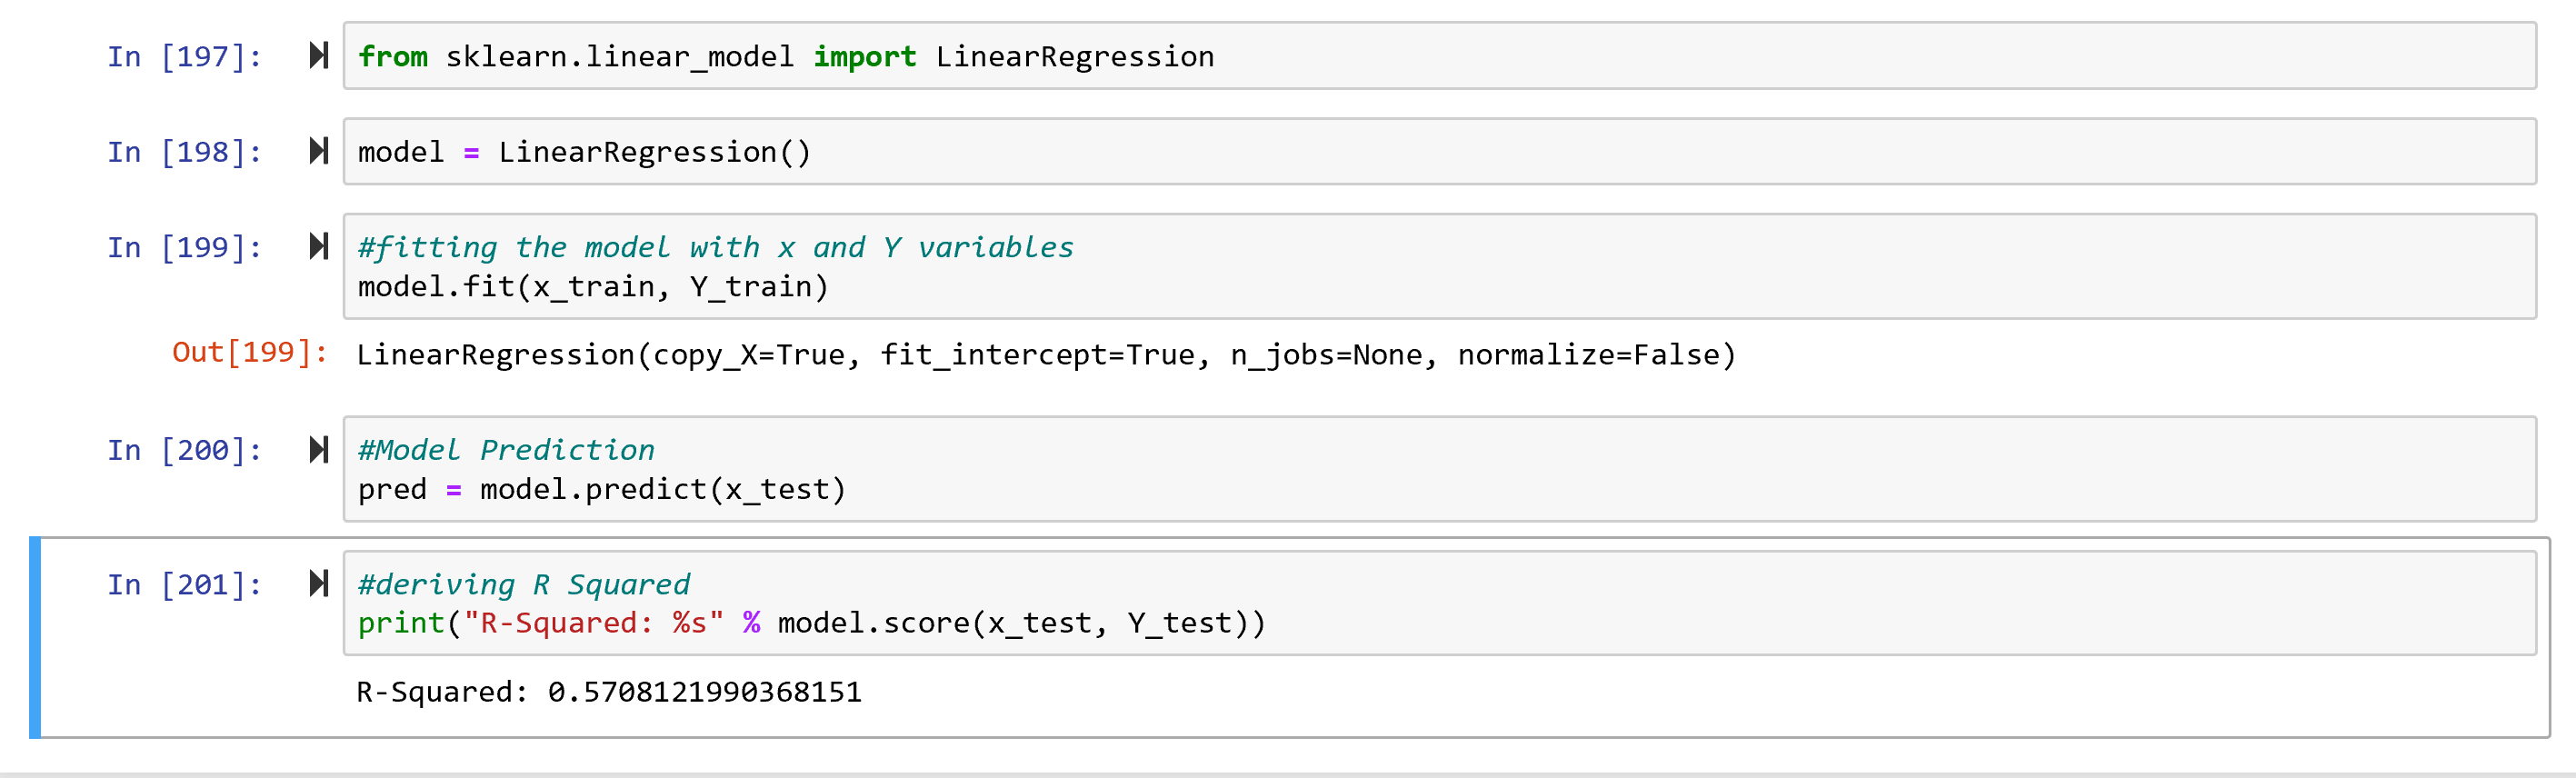 In [197]: from sklearn.linear_model import LinearRegression
In [198]: model = LinearRegression()
In [199]: #fitting the model with x and Y variables
model.fit(x_train, Y_train)
Out[199]: LinearRegression(copy_X=True, fit_intercept=True, n_jobs=None, normalize=False)
In [200]: #Model Prediction
pred = model.predict(x_test)
In [201]: #deriving R Squared
print("R-Squared: %s" % model.score(x_test, Y_test))
R-Squared: 0.5708121990368151